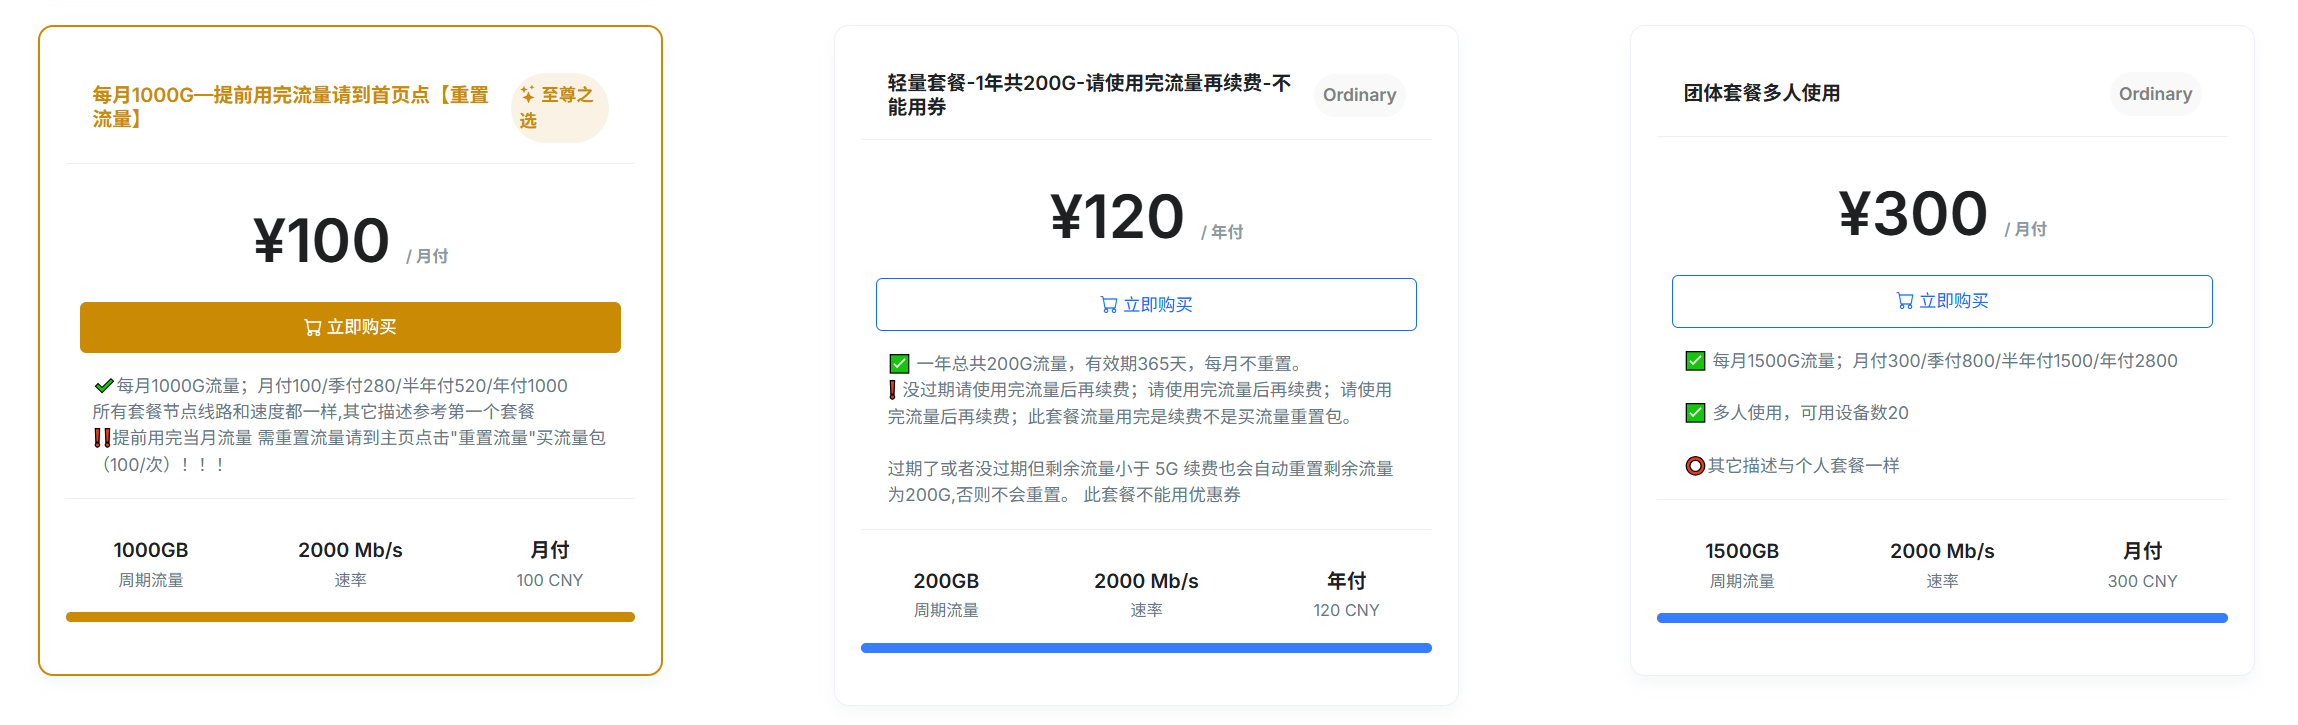 每月1000G—提前用完流量请到首页点【重置
流量】
至尊之
选
¥100 / 月付
立即购买
每月1000G流量；月付100/季付280/半年付520/年付1000
所有套餐节点线路和速度都一样,其它描述参考第一个套餐
‼️提前用完当月流量 需重置流量请到主页点击"重置流量"买流量包
（100/次）！！！
1000GB 2000 Mb/s 月付
周期流量 速率 100 CNY
轻量套餐-1年共200G-请使用完流量再续费-不
能用券
Ordinary
¥120 / 年付
立即购买
✅ 一年总共200G流量，有效期365天，每月不重置。
❗没过期请使用完流量后再续费；请使用完流量后再续费；请使用
完流量后再续费；此套餐流量用完是续费不是买流量重置包。
过期了或者没过期但剩余流量小于 5G 续费也会自动重置剩余流量
为200G,否则不会重置。 此套餐不能用优惠券
200GB 2000 Mb/s 年付
周期流量 速率 120 CNY
团体套餐多人使用
Ordinary
¥300 / 月付
立即购买
✅ 每月1500G流量；月付300/季付800/半年付1500/年付2800
✅ 多人使用，可用设备数20
⭕其它描述与个人套餐一样
1500GB 2000 Mb/s 月付
周期流量 速率 300 CNY